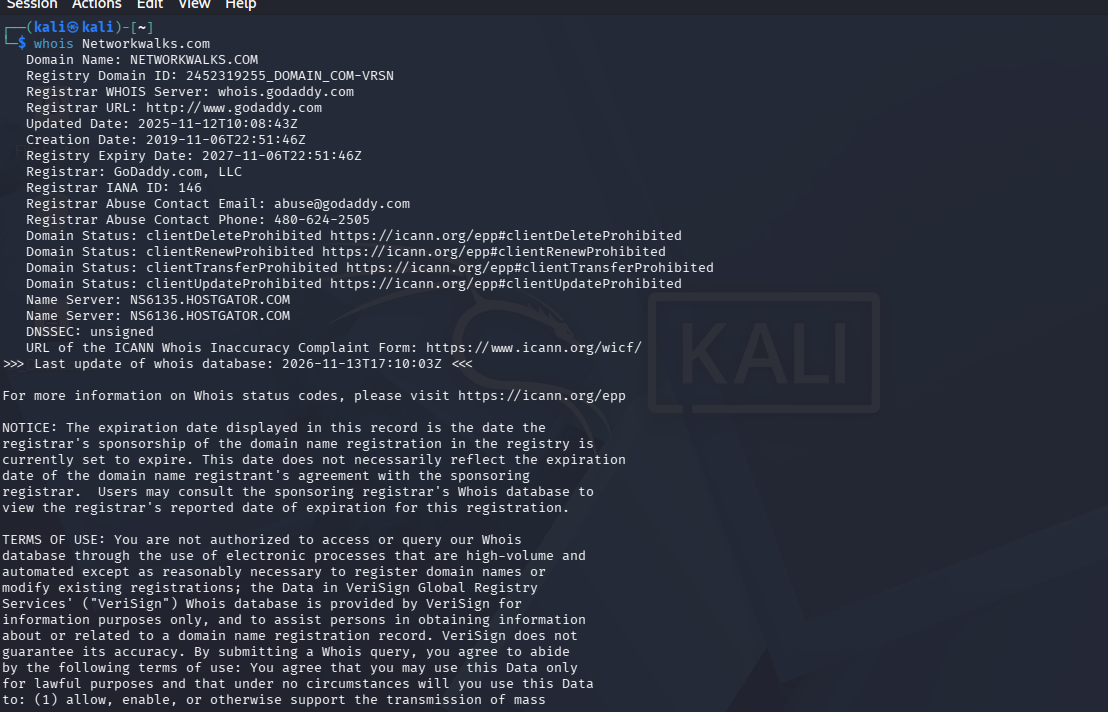 Session Actions Edit View Help
┌──(kali㉿kali)-[~]
└─$ whois Networkwalks.com
Domain Name: NETWORKWALKS.COM
Registry Domain ID: 2452319255_DOMAIN_COM-VRSN
Registrar WHOIS Server: whois.godaddy.com
Registrar URL: http://www.godaddy.com
Updated Date: 2025-11-12T10:08:43Z
Creation Date: 2019-11-06T22:51:46Z
Registry Expiry Date: 2027-11-06T22:51:46Z
Registrar: GoDaddy.com, LLC
Registrar IANA ID: 146
Registrar Abuse Contact Email: abuse@godaddy.com
Registrar Abuse Contact Phone: 480-624-2505
Domain Status: clientDeleteProhibited https://icann.org/epp#clientDeleteProhibited
Domain Status: clientRenewProhibited https://icann.org/epp#clientRenewProhibited
Domain Status: clientTransferProhibited https://icann.org/epp#clientTransferProhibited
Domain Status: clientUpdateProhibited https://icann.org/epp#clientUpdateProhibited
Name Server: NS6135.HOSTGATOR.COM
Name Server: NS6136.HOSTGATOR.COM
DNSSEC: unsigned
URL of the ICANN Whois Inaccuracy Complaint Form: https://www.icann.org/wicf/
>>> Last update of whois database: 2026-11-13T17:10:03Z <<<
KALI
For more information on Whois status codes, please visit https://icann.org/epp
NOTICE: The expiration date displayed in this record is the date the
registrar's sponsorship of the domain name registration in the registry is
currently set to expire. This date does not necessarily reflect the expiration
date of the domain name registrant's agreement with the sponsoring
registrar.  Users may consult the sponsoring registrar's Whois database to
view the registrar's reported date of expiration for this registration.
TERMS OF USE: You are not authorized to access or query our Whois
database through the use of electronic processes that are high-volume and
automated except as reasonably necessary to register domain names or
modify existing registrations; the Data in VeriSign Global Registry
Services' ("VeriSign") Whois database is provided by VeriSign for
information purposes only, and to assist persons in obtaining information
about or related to a domain name registration record. VeriSign does not
guarantee its accuracy. By submitting a Whois query, you agree to abide
by the following terms of use: You agree that you may use this Data only
for lawful purposes and that under no circumstances will you use this Data
to: (1) allow, enable, or otherwise support the transmission of mass